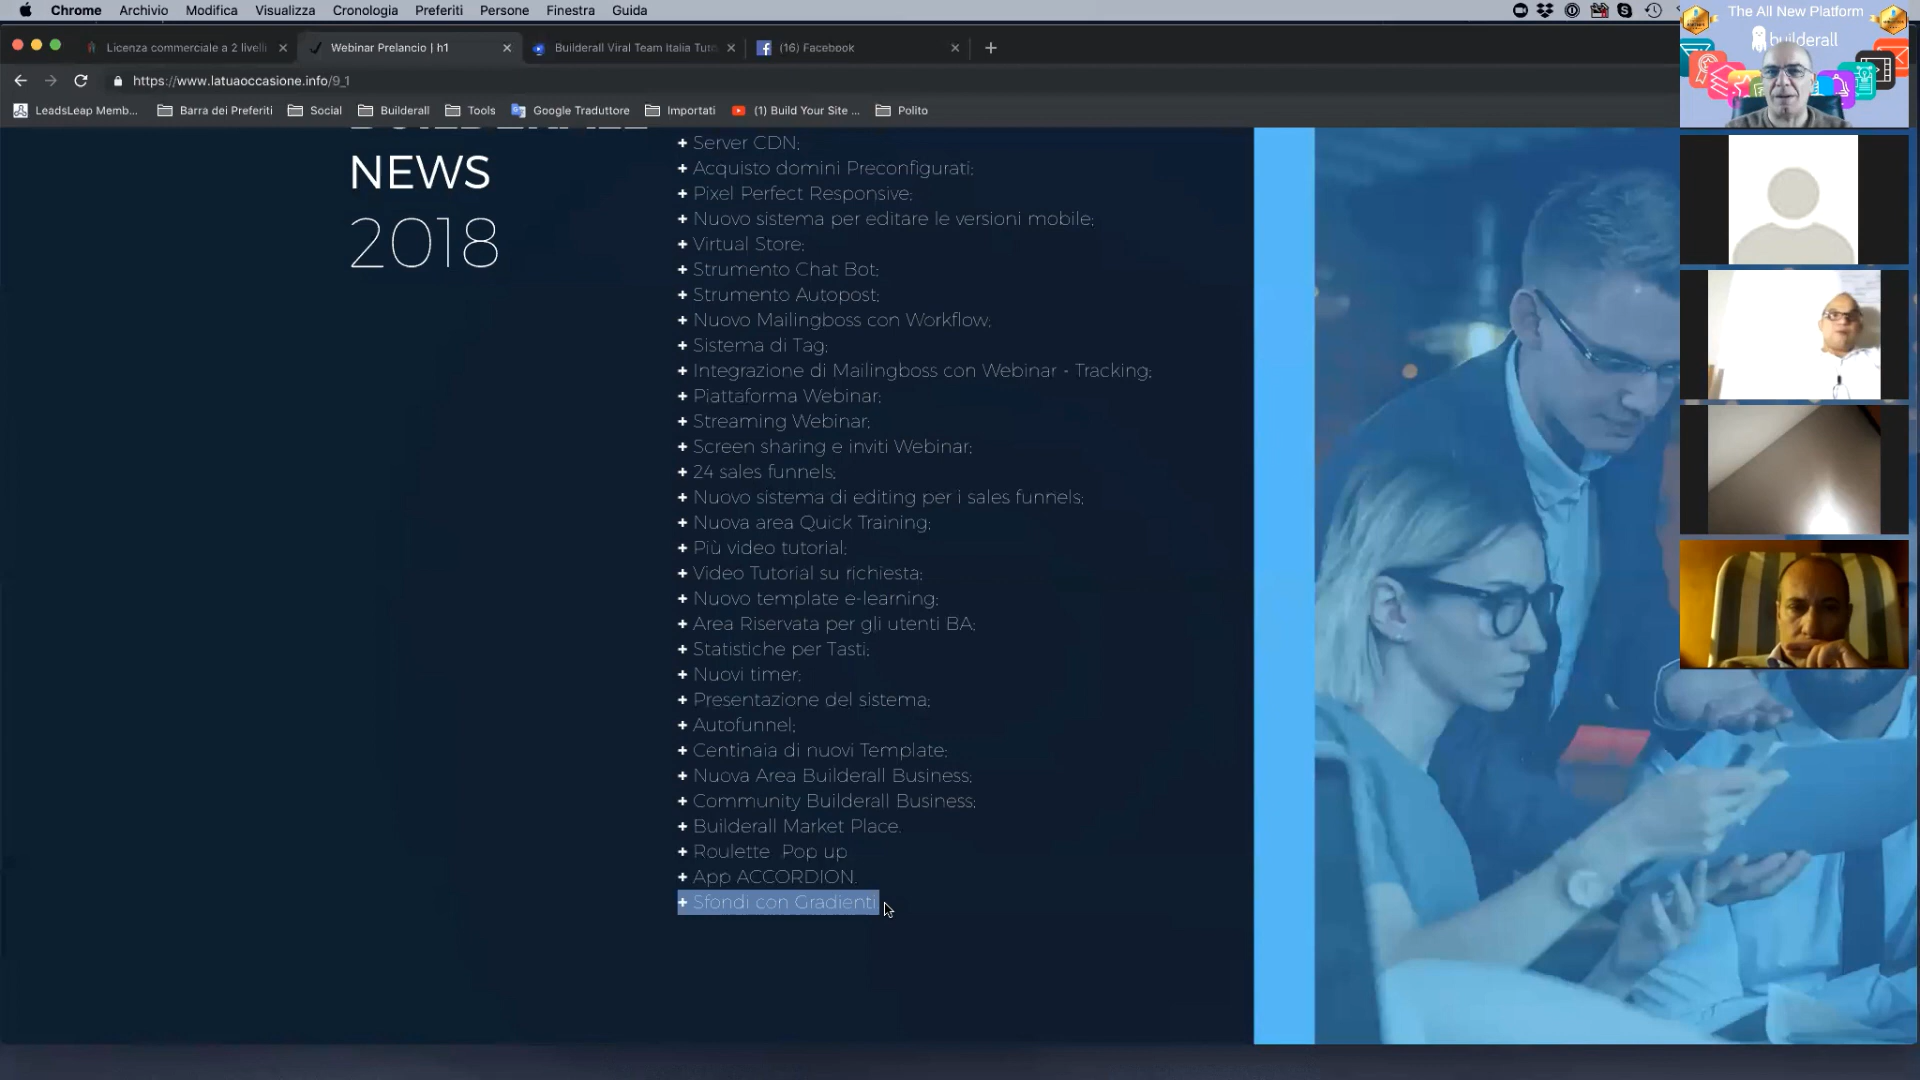 Chrome Archivio Modifica Visualizza Cronologia Preferiti Persone Finestra Guida
The All New Platform
builderall
Licenza commerciale a 2 livelli
Webinar Prelancio | h1
Builderall Viral Team Italia Tuto
(16) Facebook
https://www.latuaoccasione.info/9_1
LeadsLeap Memb...
Barra dei Preferiti
Social
Builderall
Tools
Google Traduttore
Importati
(1) Build Your Site ...
Polito
NEWS
2018
+ Server CDN;
+ Acquisto domini Preconfigurati;
+ Pixel Perfect Responsive;
+ Nuovo sistema per editare le versioni mobile;
+ Virtual Store;
+ Strumento Chat Bot;
+ Strumento Autopost;
+ Nuovo Mailingboss con Workflow;
+ Sistema di Tag;
+ Integrazione di Mailingboss con Webinar - Tracking;
+ Piattaforma Webinar;
+ Streaming Webinar;
+ Screen sharing e inviti Webinar;
+ 24 sales funnels;
+ Nuovo sistema di editing per i sales funnels;
+ Nuova area Quick Training;
+ Più video tutorial;
+ Video Tutorial su richiesta;
+ Nuovo template e-learning;
+ Area Riservata per gli utenti BA;
+ Statistiche per Tasti;
+ Nuovi timer;
+ Presentazione del sistema;
+ Autofunnel;
+ Centinaia di nuovi Template;
+ Nuova Area Builderall Business;
+ Community Builderall Business;
+ Builderall Market Place.
+ Roulette Pop up
+ App ACCORDION.
+ Sfondi con Gradienti.